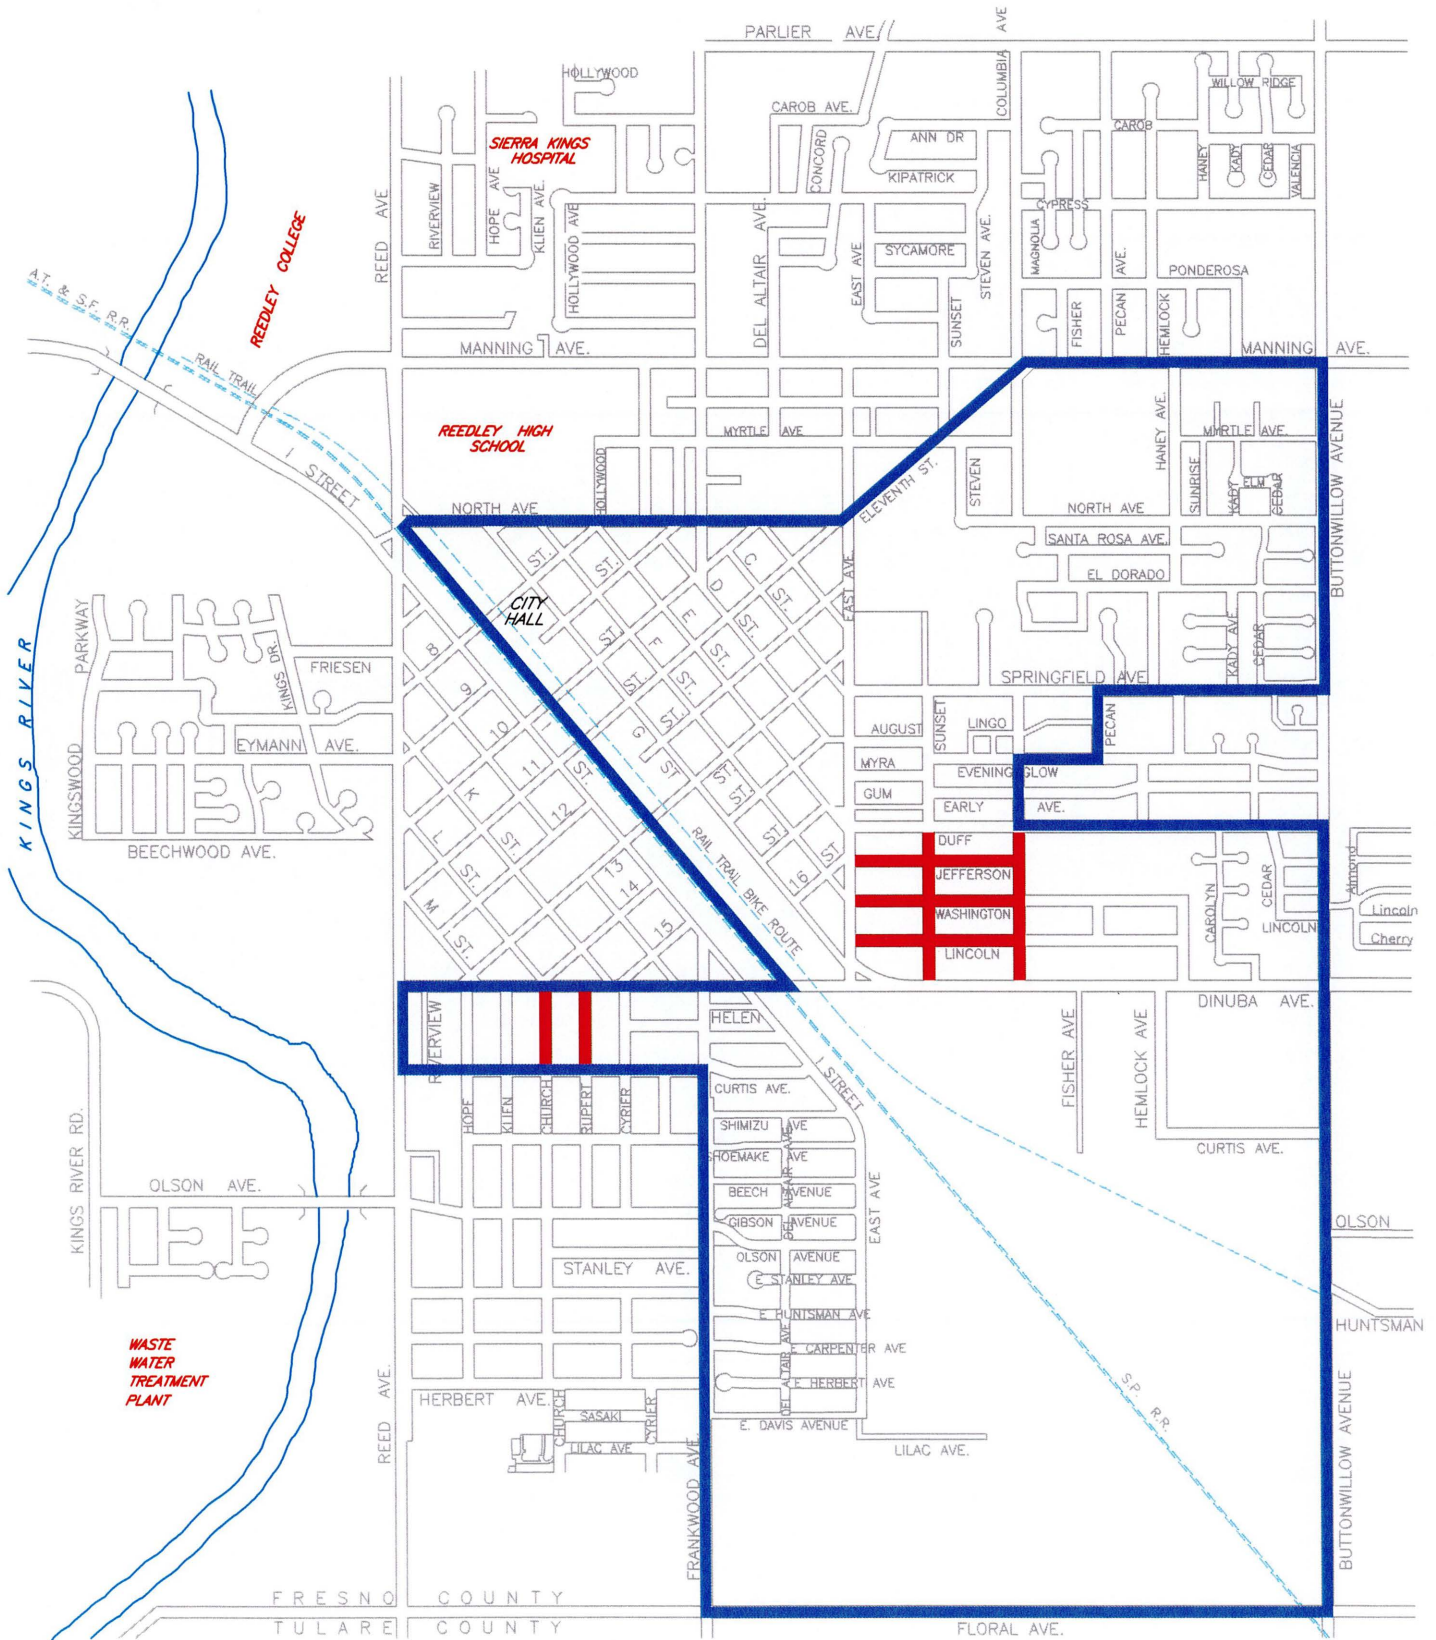 PARLIER AVE.
COLUMBIA AVE
HOLLYWOOD
WILLOW RIDGE
CAROB AVE.
CAROB
SIERRA KINGS
HOSPITAL
CONCORD
ANN DR
KIPATRICK
HANEY
KADY
CEDAR
VALENCIA
REED AVE
RIVERVIEW
HOPE AVE
KLIEN AVE.
HOLLYWOOD AVE
DEL ALTAIR AVE.
EAST AVE
SYCAMORE
STEVEN AVE.
SUNSET
CYPRESS
MAGNOLIA
AVE.
PECAN
PONDEROSA
FISHER
HEMLOCK
REEDLEY COLLEGE
A.T. & S.F. R.R.
RAIL TRAIL
MANNING AVE.
MANNING AVE.
I STREET
REEDLEY HIGH
SCHOOL
HOLLYWOOD
MYRTLE AVE
ELEVENTH ST.
STEVEN
HANEY AVE.
MYRTLE AVE.
SUNRISE
KADY
ELM
CEDAR
BUTTONWILLOW AVENUE
NORTH AVE
NORTH AVE
SANTA ROSA AVE.
EL DORADO
EAST AVE.
CITY
HALL
ST.
ST.
ST.
ST.
C
ST.
D
ST.
E
ST.
F
ST.
G
ST
ST
ST.
ST
ST
8
9
10
11
ST.
12
13
14
15
16
K
ST.
L
ST.
M
ST.
KINGS RIVER
PARKWAY
KINGSWOOD
KINGS DR.
FRIESEN
EYMANN AVE.
BEECHWOOD AVE.
KADY AVE
CEDAR
SPRINGFIELD AVE
AUGUST
SUNSET
LINGO
PECAN
MYRA
EVENING GLOW
GUM
EARLY AVE.
DUFF
JEFFERSON
WASHINGTON
LINCOLN
CAROLYN
CEDAR
LINCOLN
Almond
Lincoln
Cherry
RAIL TRAIL BIKE ROUTE
DINUBA AVE.
RIVERVIEW
HELEN
I STREET
FISHER AVE
HEMLOCK AVE
HOPE
KLIEN
CHURCH
RUPERT
CYRIER
CURTIS AVE.
SHIMIZU AVE
SHOEMAKE AVE
BEECH AVENUE
GIBSON AVENUE
OLSON AVENUE
DEL ALTAIR AVE
E STANLEY AVE
E HUNTSMAN AVE
E CARPENTER AVE
E HERBERT AVE
DEL ALTAIR AVE
E. DAVIS AVENUE
EAST AVE
CURTIS AVE.
KINGS RIVER RD.
OLSON AVE.
OLSON
STANLEY AVE.
HUNTSMAN
WASTE
WATER
TREATMENT
PLANT
REED AVE.
HERBERT AVE.
CHURCH
SASAKI
CYRIER
LILAC AVE
LILAC AVE.
S.P. R.R.
FRANKWOOD AVE.
BUTTONWILLOW AVENUE
FRESNO COUNTY
TULARE COUNTY
FLORAL AVE.